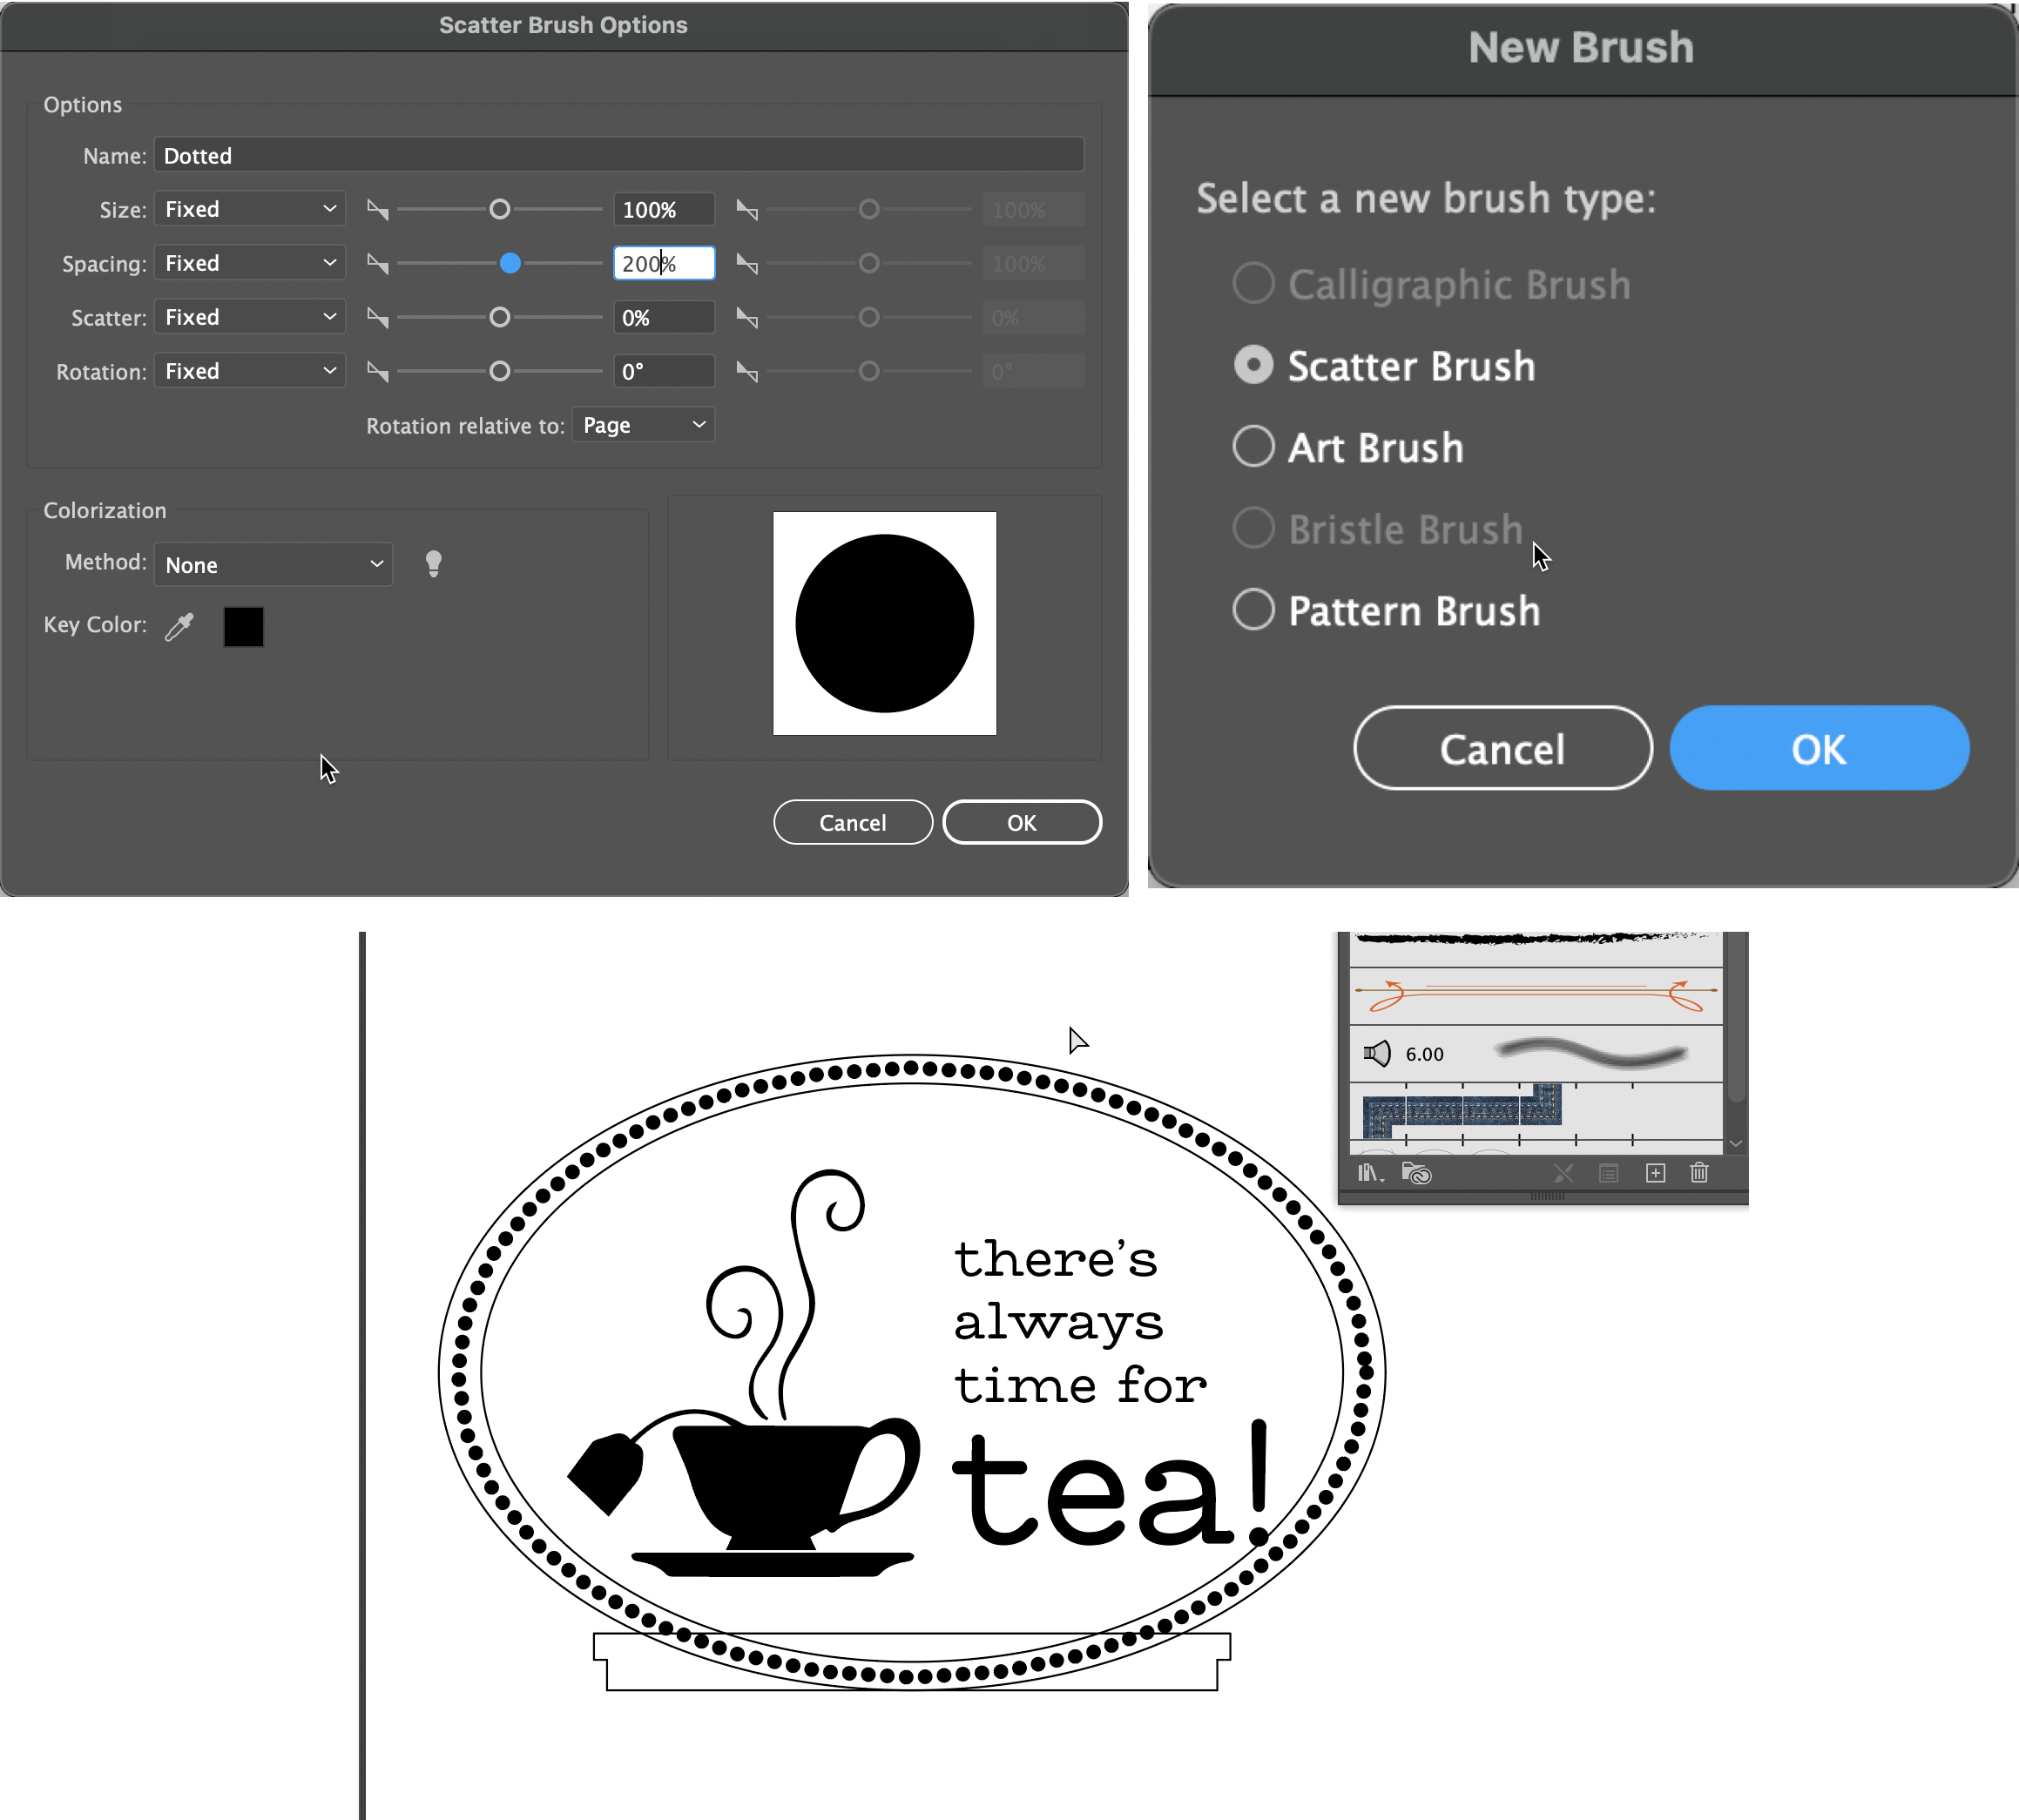 Scatter Brush Options
Options
Name: Dotted
Size: Fixed 100% 100%
Spacing: Fixed 200% 100%
Scatter: Fixed 0% 0%
Rotation: Fixed 0° 0°
Rotation relative to: Page
Colorization
Method: None
Key Color:
Cancel OK
New Brush
Select a new brush type:
Calligraphic Brush
Scatter Brush
Art Brush
Bristle Brush
Pattern Brush
Cancel OK
6.00
there's
always
time for
tea!